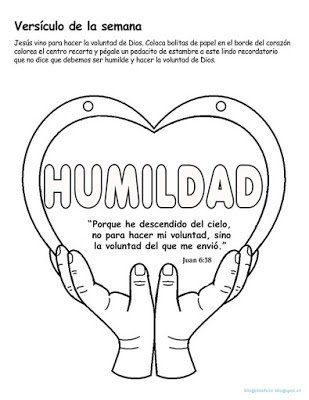 Versículo de la semana
Jesús vino para hacer la voluntad de Dios. Coloca bolitas de papel en el borde del corazón
colorea el centro recorta y pégale un pedacito de estambre a este lindo recordatorio
que no dice que debemos ser humilde y hacer la voluntad de Dios.
HUMILDAD
“Porque he descendido del cielo,
no para hacer mi voluntad, sino
la voluntad del que me envió.”
Juan 6:38